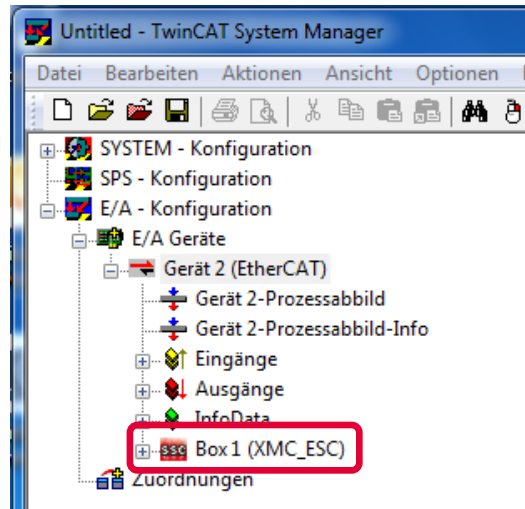 Untitled - TwinCAT System Manager
Datei Bearbeiten Aktionen Ansicht Optionen
SYSTEM - Konfiguration
SPS - Konfiguration
E/A - Konfiguration
E/A Geräte
Gerät 2 (EtherCAT)
Gerät 2-Prozessabbild
Gerät 2-Prozessabbild-Info
Eingänge
Ausgänge
InfoData
ssc Box 1 (XMC_ESC)
Zuordnungen